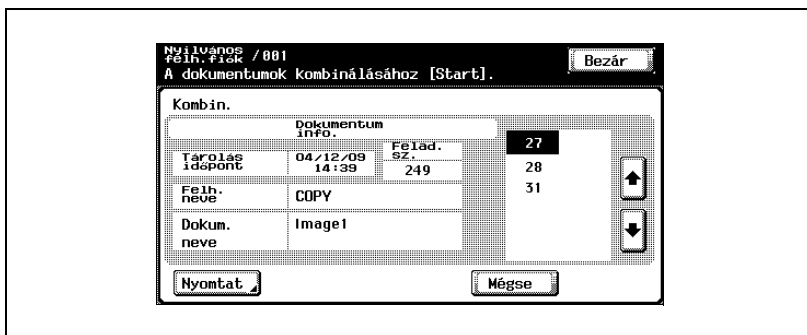 Nyilvános
felh.fiók /001
A dokumentumok kombinálásához [Start].
Bezár
Kombin.
Dokumentum
info.
Tárolás
időpont
04/12/09
14:39
Felad.
sz.
249
Felh.
neve
COPY
Dokum.
neve
Image1
27
28
31
Nyomtat
Mégse